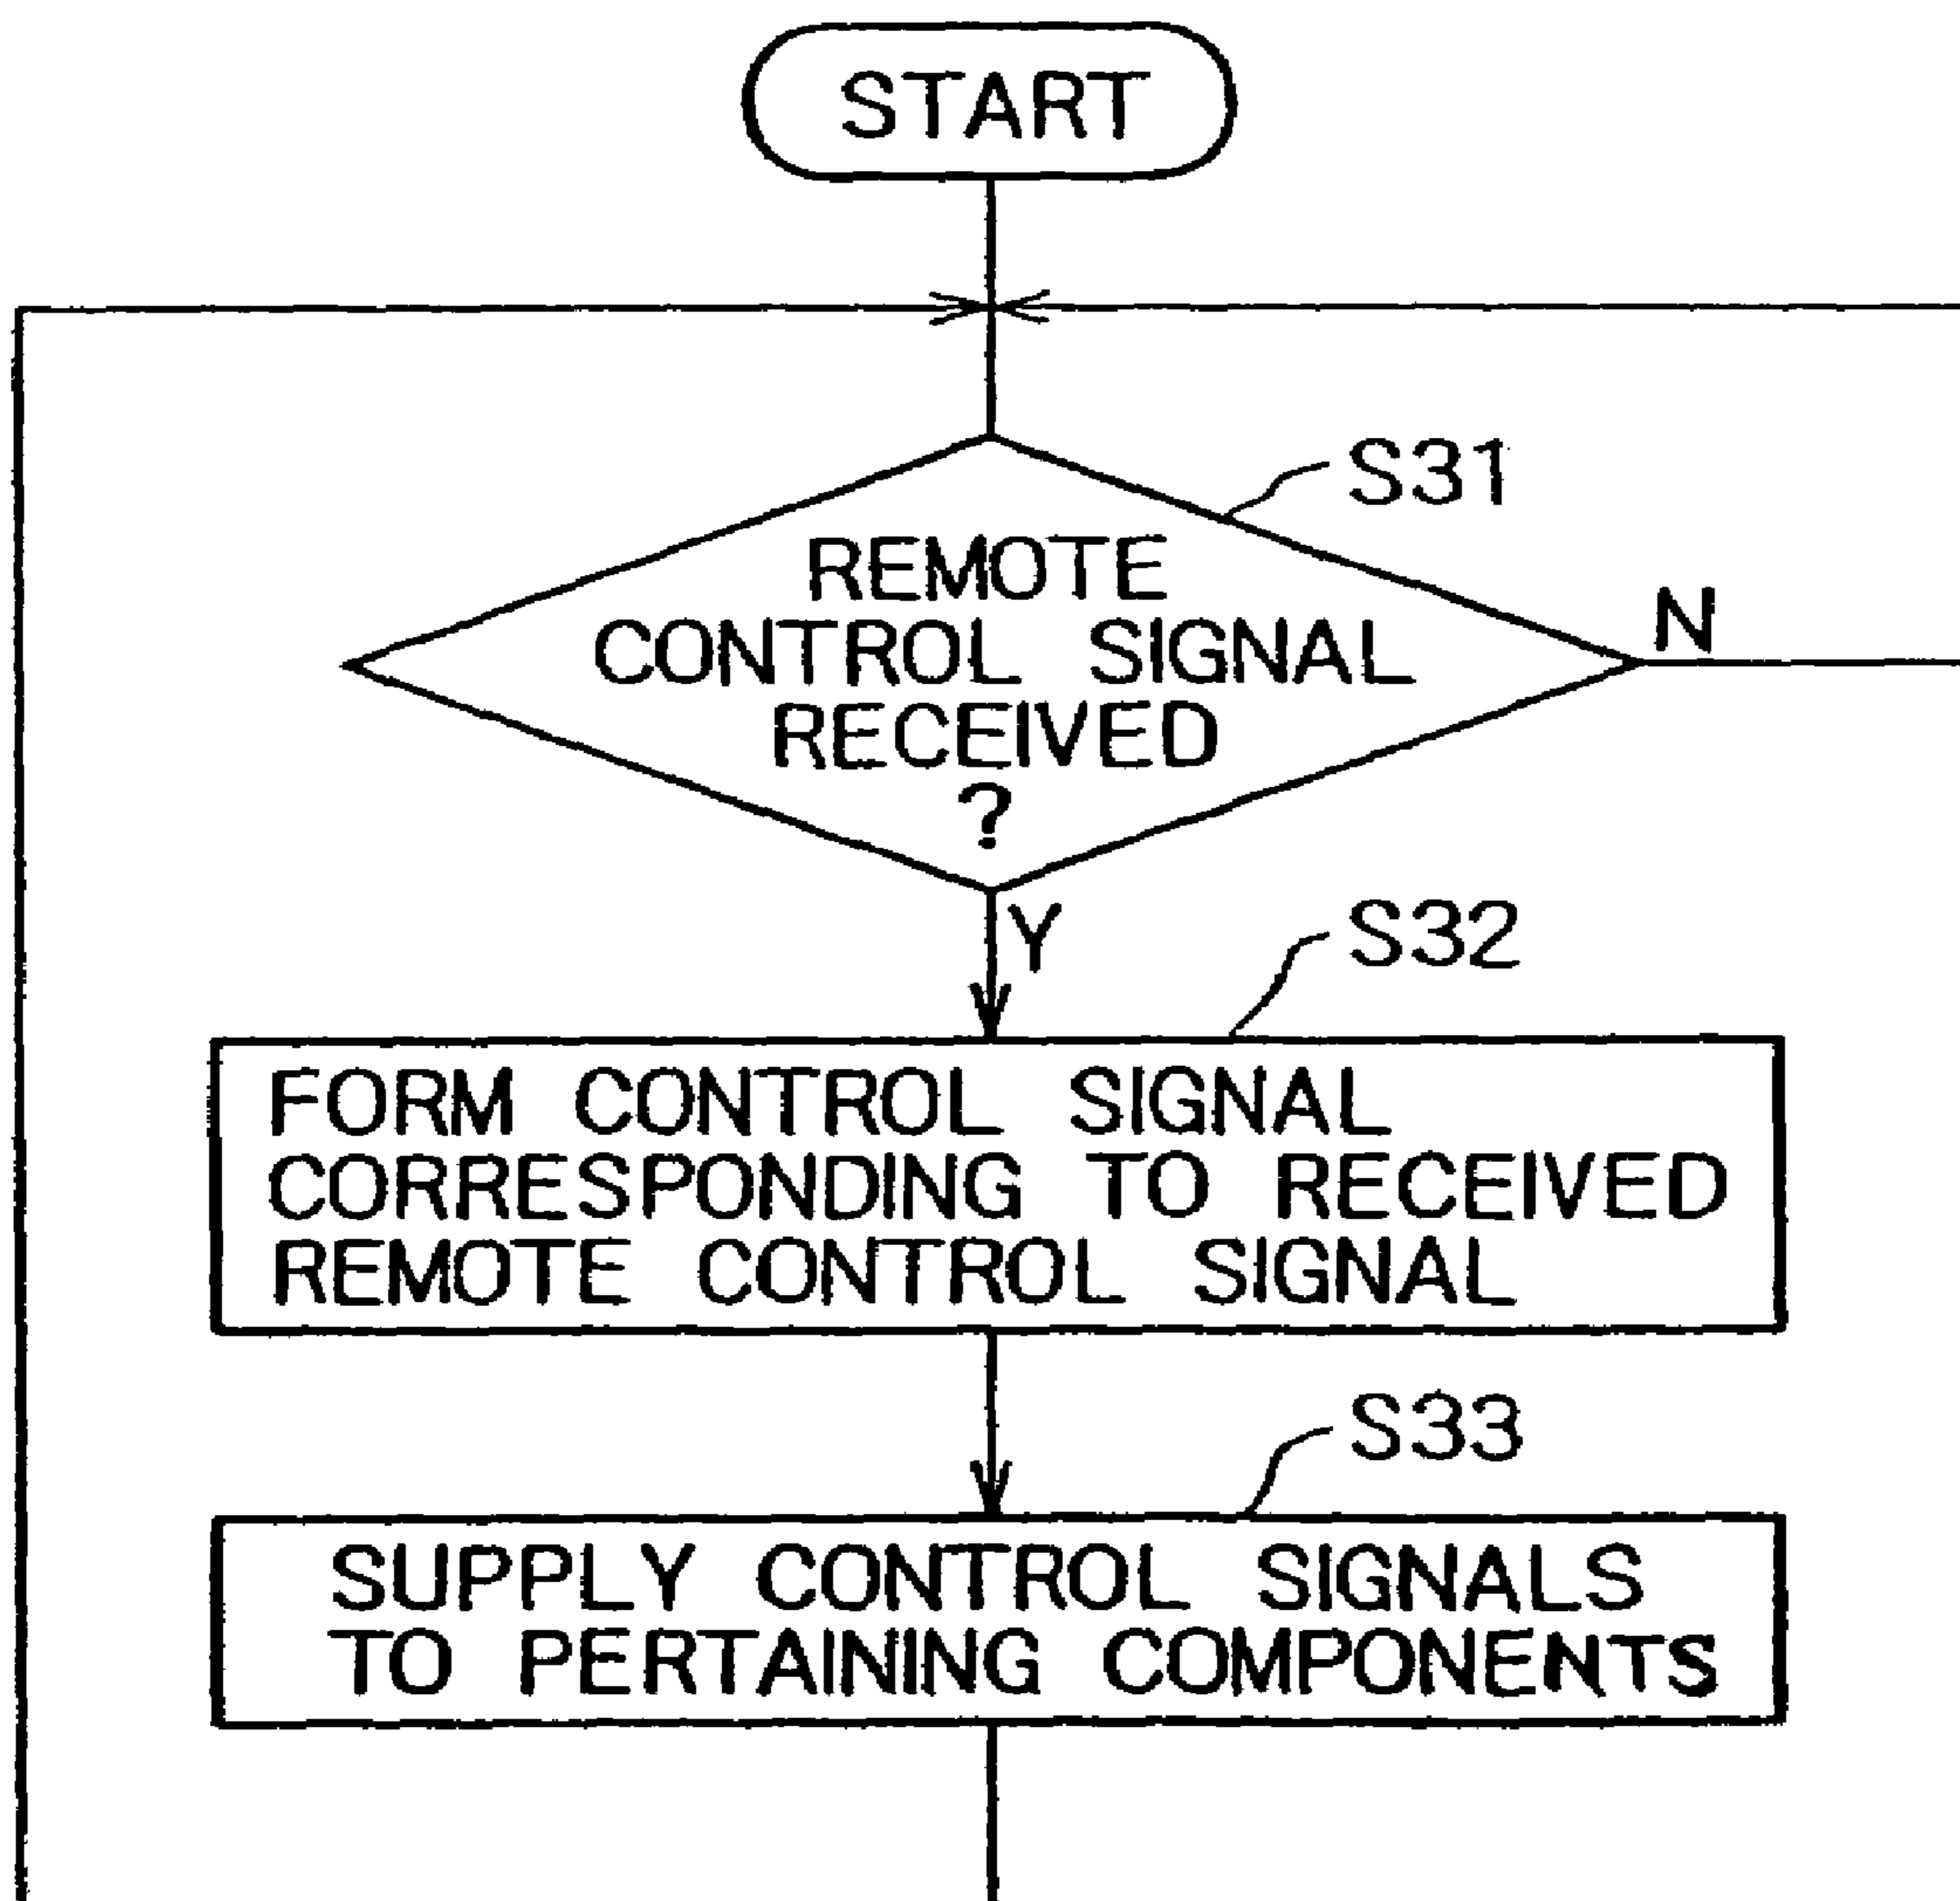 START
S31
REMOTE
CONTROL SIGNAL
RECEIVED
?
N
Y
S32
FORM CONTROL SIGNAL
CORRESPONDING TO RECEIVED
REMOTE CONTROL SIGNAL
S33
SUPPLY CONTROL SIGNALS
TO PERTAINING COMPONENTS